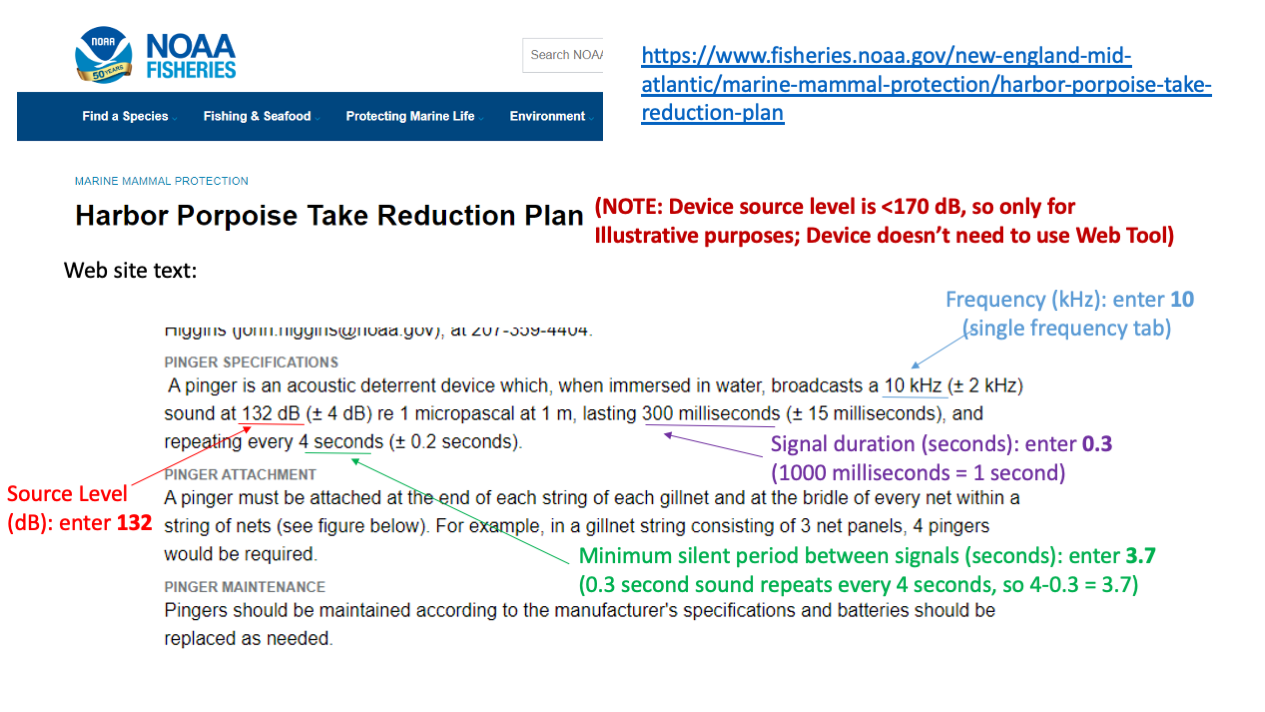 NOAA
50 YEARS
NOAA
FISHERIES
Search NOAA
https://www.fisheries.noaa.gov/new-england-mid-
atlantic/marine-mammal-protection/harbor-porpoise-take-
reduction-plan
Find a Species
Fishing & Seafood
Protecting Marine Life
Environment
MARINE MAMMAL PROTECTION
Harbor Porpoise Take Reduction Plan
(NOTE: Device source level is <170 dB, so only for
Illustrative purposes; Device doesn't need to use Web Tool)
Web site text:
Frequency (kHz): enter 10
(single frequency tab)
Higgins (john.higgins@noaa.gov), at 207-359-4404.
PINGER SPECIFICATIONS
A pinger is an acoustic deterrent device which, when immersed in water, broadcasts a 10 kHz (± 2 kHz)
sound at 132 dB (± 4 dB) re 1 micropascal at 1 m, lasting 300 milliseconds (± 15 milliseconds), and
repeating every 4 seconds (± 0.2 seconds).
Signal duration (seconds): enter 0.3
(1000 milliseconds = 1 second)
PINGER ATTACHMENT
Source Level
(dB): enter 132
A pinger must be attached at the end of each string of each gillnet and at the bridle of every net within a
string of nets (see figure below). For example, in a gillnet string consisting of 3 net panels, 4 pingers
would be required.
Minimum silent period between signals (seconds): enter 3.7
(0.3 second sound repeats every 4 seconds, so 4-0.3 = 3.7)
PINGER MAINTENANCE
Pingers should be maintained according to the manufacturer's specifications and batteries should be
replaced as needed.